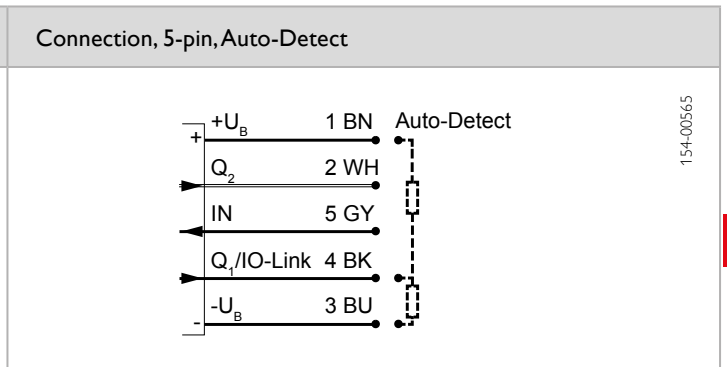 Connection, 5-pin, Auto-Detect
+U_B 1 BN Auto-Detect
+
Q_2 2 WH
IN 5 GY
Q_1/IO-Link 4 BK
-U_B 3 BU
-
154-00565